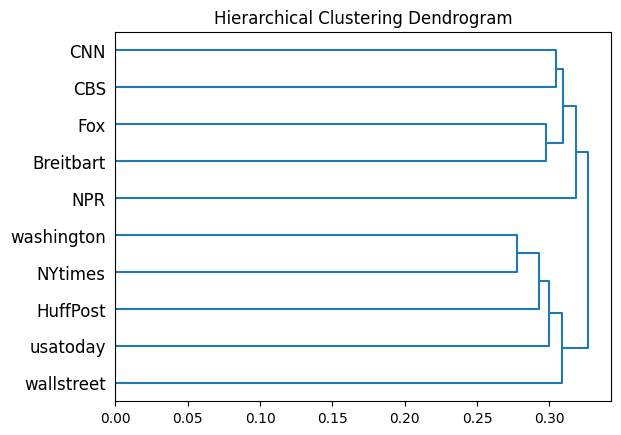 Hierarchical Clustering Dendrogram
CNN
CBS
Fox
Breitbart
NPR
washington
NYtimes
HuffPost
usatoday
wallstreet
0.00 0.05 0.10 0.15 0.20 0.25 0.30